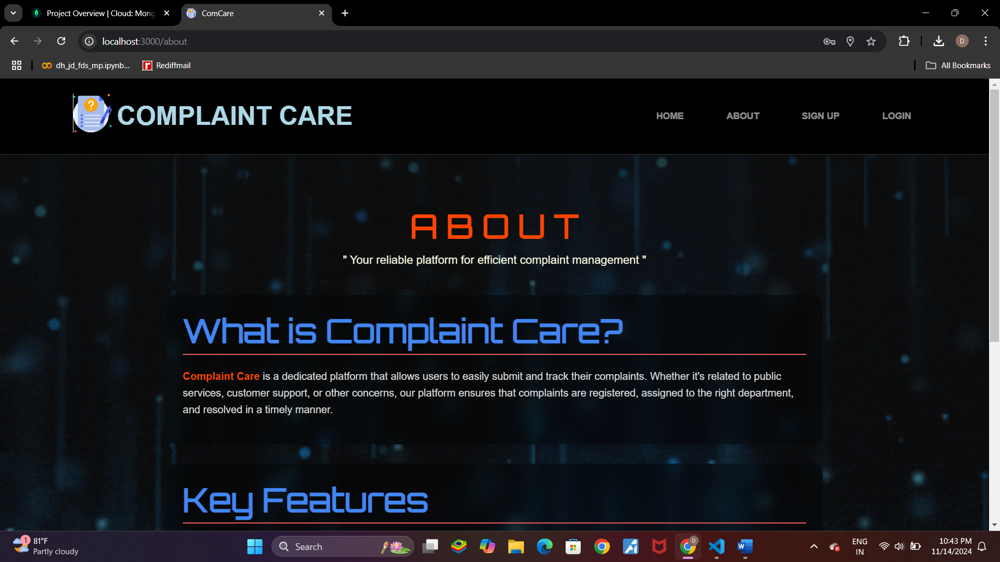 Project Overview | Cloud: Mong
ComCare
localhost:3000/about
D
dh_jd_fds_mp.ipynb...
Rediffmail
All Bookmarks
COMPLAINT CARE
HOME
ABOUT
SIGN UP
LOGIN
ABOUT
" Your reliable platform for efficient complaint management "
What is Complaint Care?
Complaint Care is a dedicated platform that allows users to easily submit and track their complaints. Whether it's related to public
services, customer support, or other concerns, our platform ensures that complaints are registered, assigned to the right department,
and resolved in a timely manner.
Key Features
1
81°F
Partly cloudy
Search
D
ENG
IN
10:43 PM
11/14/2024